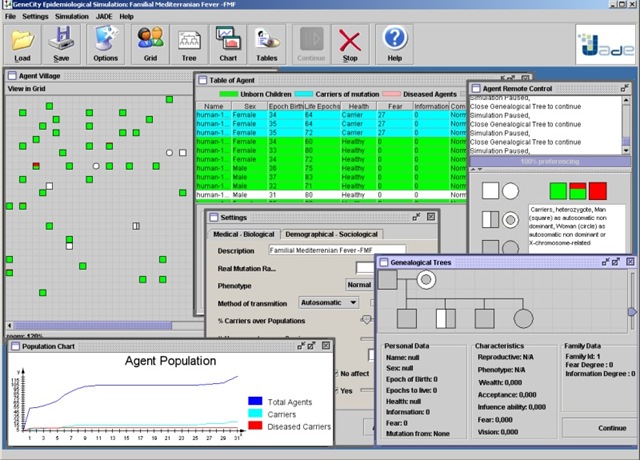 GeneCity Epidemiological Simulation: Familial Mediterranean Fever -FMF
File Settings Simulation JADE Help
Load Save Options Grid Tree Chart Tables Continue Stop Help
Jade
Agent Village
View in Grid
zoom: 120%
Table of Agent
Unborn Children Carriers of mutation Diseased Agents
Name Sex Epoch Birth Life Epochs Health Fear Information Com
human-1... Female 34 64 Carrier 27 0 Norm
human-1... Female 35 64 Carrier 27 0 Norm
human-1... Female 35 72 Carrier 27 0 Norm
human-1... Female 34 60 Healthy 0 0 Norm
human-1... Female 33 80 Healthy 0 0 Norm
human-1... Female 34 72 Healthy 0 0 Norm
human-1... Male 36 75 Healthy 0 0 Norm
human-1... Male 37 83 Healthy 0 0 Norm
human-1... Male 32 71 Healthy 0 0 Norm
human-1... Male 31 80 Healthy 0 0 Norm
Agent Remote Control
Simulation Paused,
Close Genealogical Tree to continue
Simulation Paused,
Close Genealogical Tree to continue
Simulation Paused,
Close Genealogical Tree to continue
Simulation Paused,
100% preferencing
Carriers, heterozygote, Man
(square) as autosomatic non
dominant, Woman (circle) as
autosomatic non dominant or
X-chromosome-related
Settings
Medical - Biological Demographical - Sociological
Description Familial Mediterrenian Fever -FMF
Real Mutation Ra...
Phenotype Normal
Method of transmition Autosomatic
% Carriers over Populations
No affect
Yes
Genealogical Trees
Personal Data
Name: null
Sex: null
Epoch of Birth: 0
Epochs to live: 0
Health: null
Information: 0
Fear: 0
Mutation from: None
Characteristics
Reproductive: N/A
Phenotype: N/A
Wealth: 0,000
Acceptance: 0,000
Influence ability: 0,000
Fear: 0,000
Vision: 0,000
Family Data
Family Id: 1
Fear Degree : 0
Information Degree : 0
Continue
Population Chart
Agent Population
Y
Total Agents
Carriers
Diseased Carriers
1 3 5 7 9 11 13 15 17 19 21 23 25 27 29 31
X